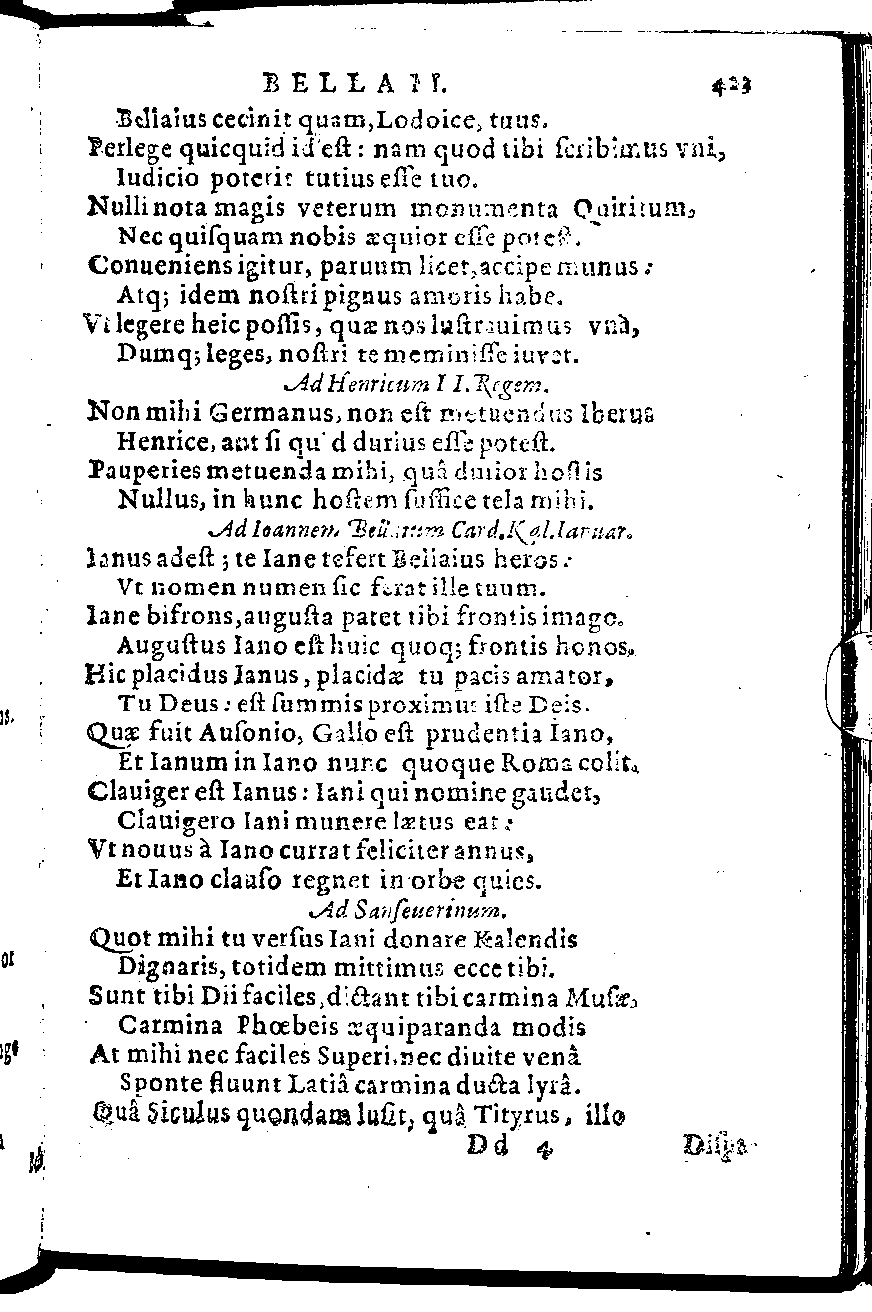 BELLAII. 423
Bellaius cecinit quam, Lodoice, tuus.
Perlege quicquid id eſt: nam quod tibi ſcribimus vni,
Iudicio poterit tutius eſſe tuo.
Nulli nota magis veterum monumenta Quiritum,
Nec quiſquam nobis æquior eſſe poteſt.
Conueniens igitur, paruum licet, accipe munus:
Atq; idem noſtri pignus amoris habe.
Vt legere heic poſſis, quæ nos luſtrauimus vnà,
Dumq; leges, noſtri te meminiſſe iuvet.
Ad Henricum II. Regem.
Non mihi Germanus, non eſt metuendus Iberus
Henrice, aut ſi quid durius eſſe poteſt.
Pauperies metuenda mihi, quâ durior hoſtis
Nullus, in hunc hoſtem ſuffice tela mihi.
Ad Ioannem Bellaium Card. Kal. Ianuar.
Ianus adeſt; te Iane refert Bellaius heros:
Vt nomen numen ſic ferat ille tuum.
Iane bifrons, auguſta patet tibi frontis imago.
Auguſtus Iano eſt huic quoq; frontis honos.
Hic placidus Ianus, placidæ tu pacis amator,
Tu Deus: eſt ſummis proximus iſte Deis.
Quæ fuit Auſonio, Gallo eſt prudentia Iano,
Et Ianum in Iano nunc quoque Roma colit.
Clauiger eſt Ianus: Iani qui nomine gaudet,
Clauigero Iani munere lætus eat:
Vt nouus à Iano currat feliciter annus,
Et Iano clauſo regnet in orbe quies.
Ad Sanſeuerinum.
Quot mihi tu verſus Iani donare Kalendis
Dignaris, totidem mittimus ecce tibi.
Sunt tibi Dii faciles, dictant tibi carmina Muſæ,
Carmina Phœbeis æquiparanda modis
At mihi nec faciles Superi, nec diuite venâ
Sponte fluunt Latiâ carmina ducta lyrâ.
Quâ Siculus quondam luſit, quâ Tityrus, illo
Dd 4